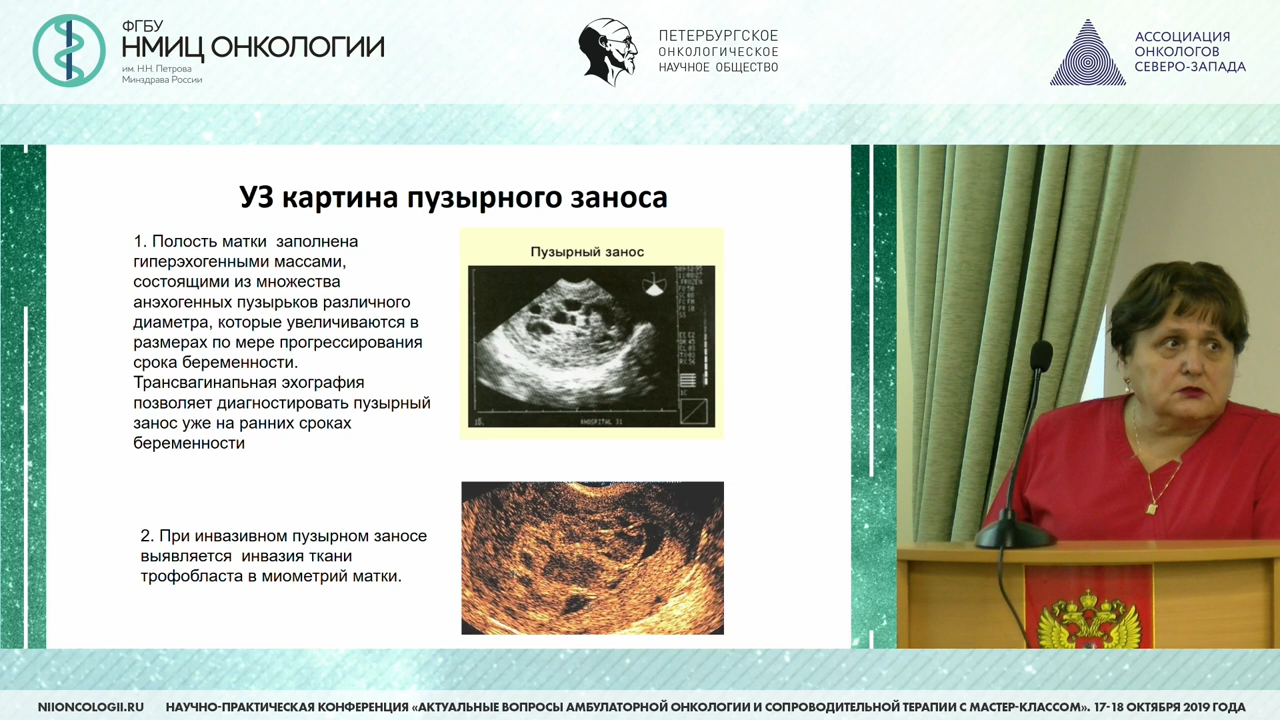 ФГБУ
НМИЦ ОНКОЛОГИИ
им. Н.Н. Петрова
Минздрава России
ПЕТЕРБУРГСКОЕ
ОНКОЛОГИЧЕСКОЕ
НАУЧНОЕ ОБЩЕСТВО
АССОЦИАЦИЯ
ОНКОЛОГОВ
СЕВЕРО-ЗАПАДА
УЗ картина пузырного заноса
1. Полость матки заполнена
гиперэхогенными массами,
состоящими из множества
анэхогенных пузырьков различного
диаметра, которые увеличиваются в
размерах по мере прогрессирования
срока беременности.
Трансвагинапьная эхография
позволяет диагностировать пузырный
занос уже на ранних сроках
беременности
Пузырный занос
2. При инвазивном пузырном заносе
выявляется инвазия ткани
трофобласта в миометрий матки.
NIIONCOLOGII.RU НАУЧНО-ПРАКТИЧЕСКАЯ КОНФЕРЕНЦИЯ «АКТУАЛЬНЫЕ ВОПРОСЫ АМБУЛАТОРНОЙ ОНКОЛОГИИ И СОПРОВОДИТЕЛЬНОЙ ТЕРАПИИ С МАСТЕР-КЛАССОМ». 17-18 ОКТЯБРЯ 2019 ГОДА